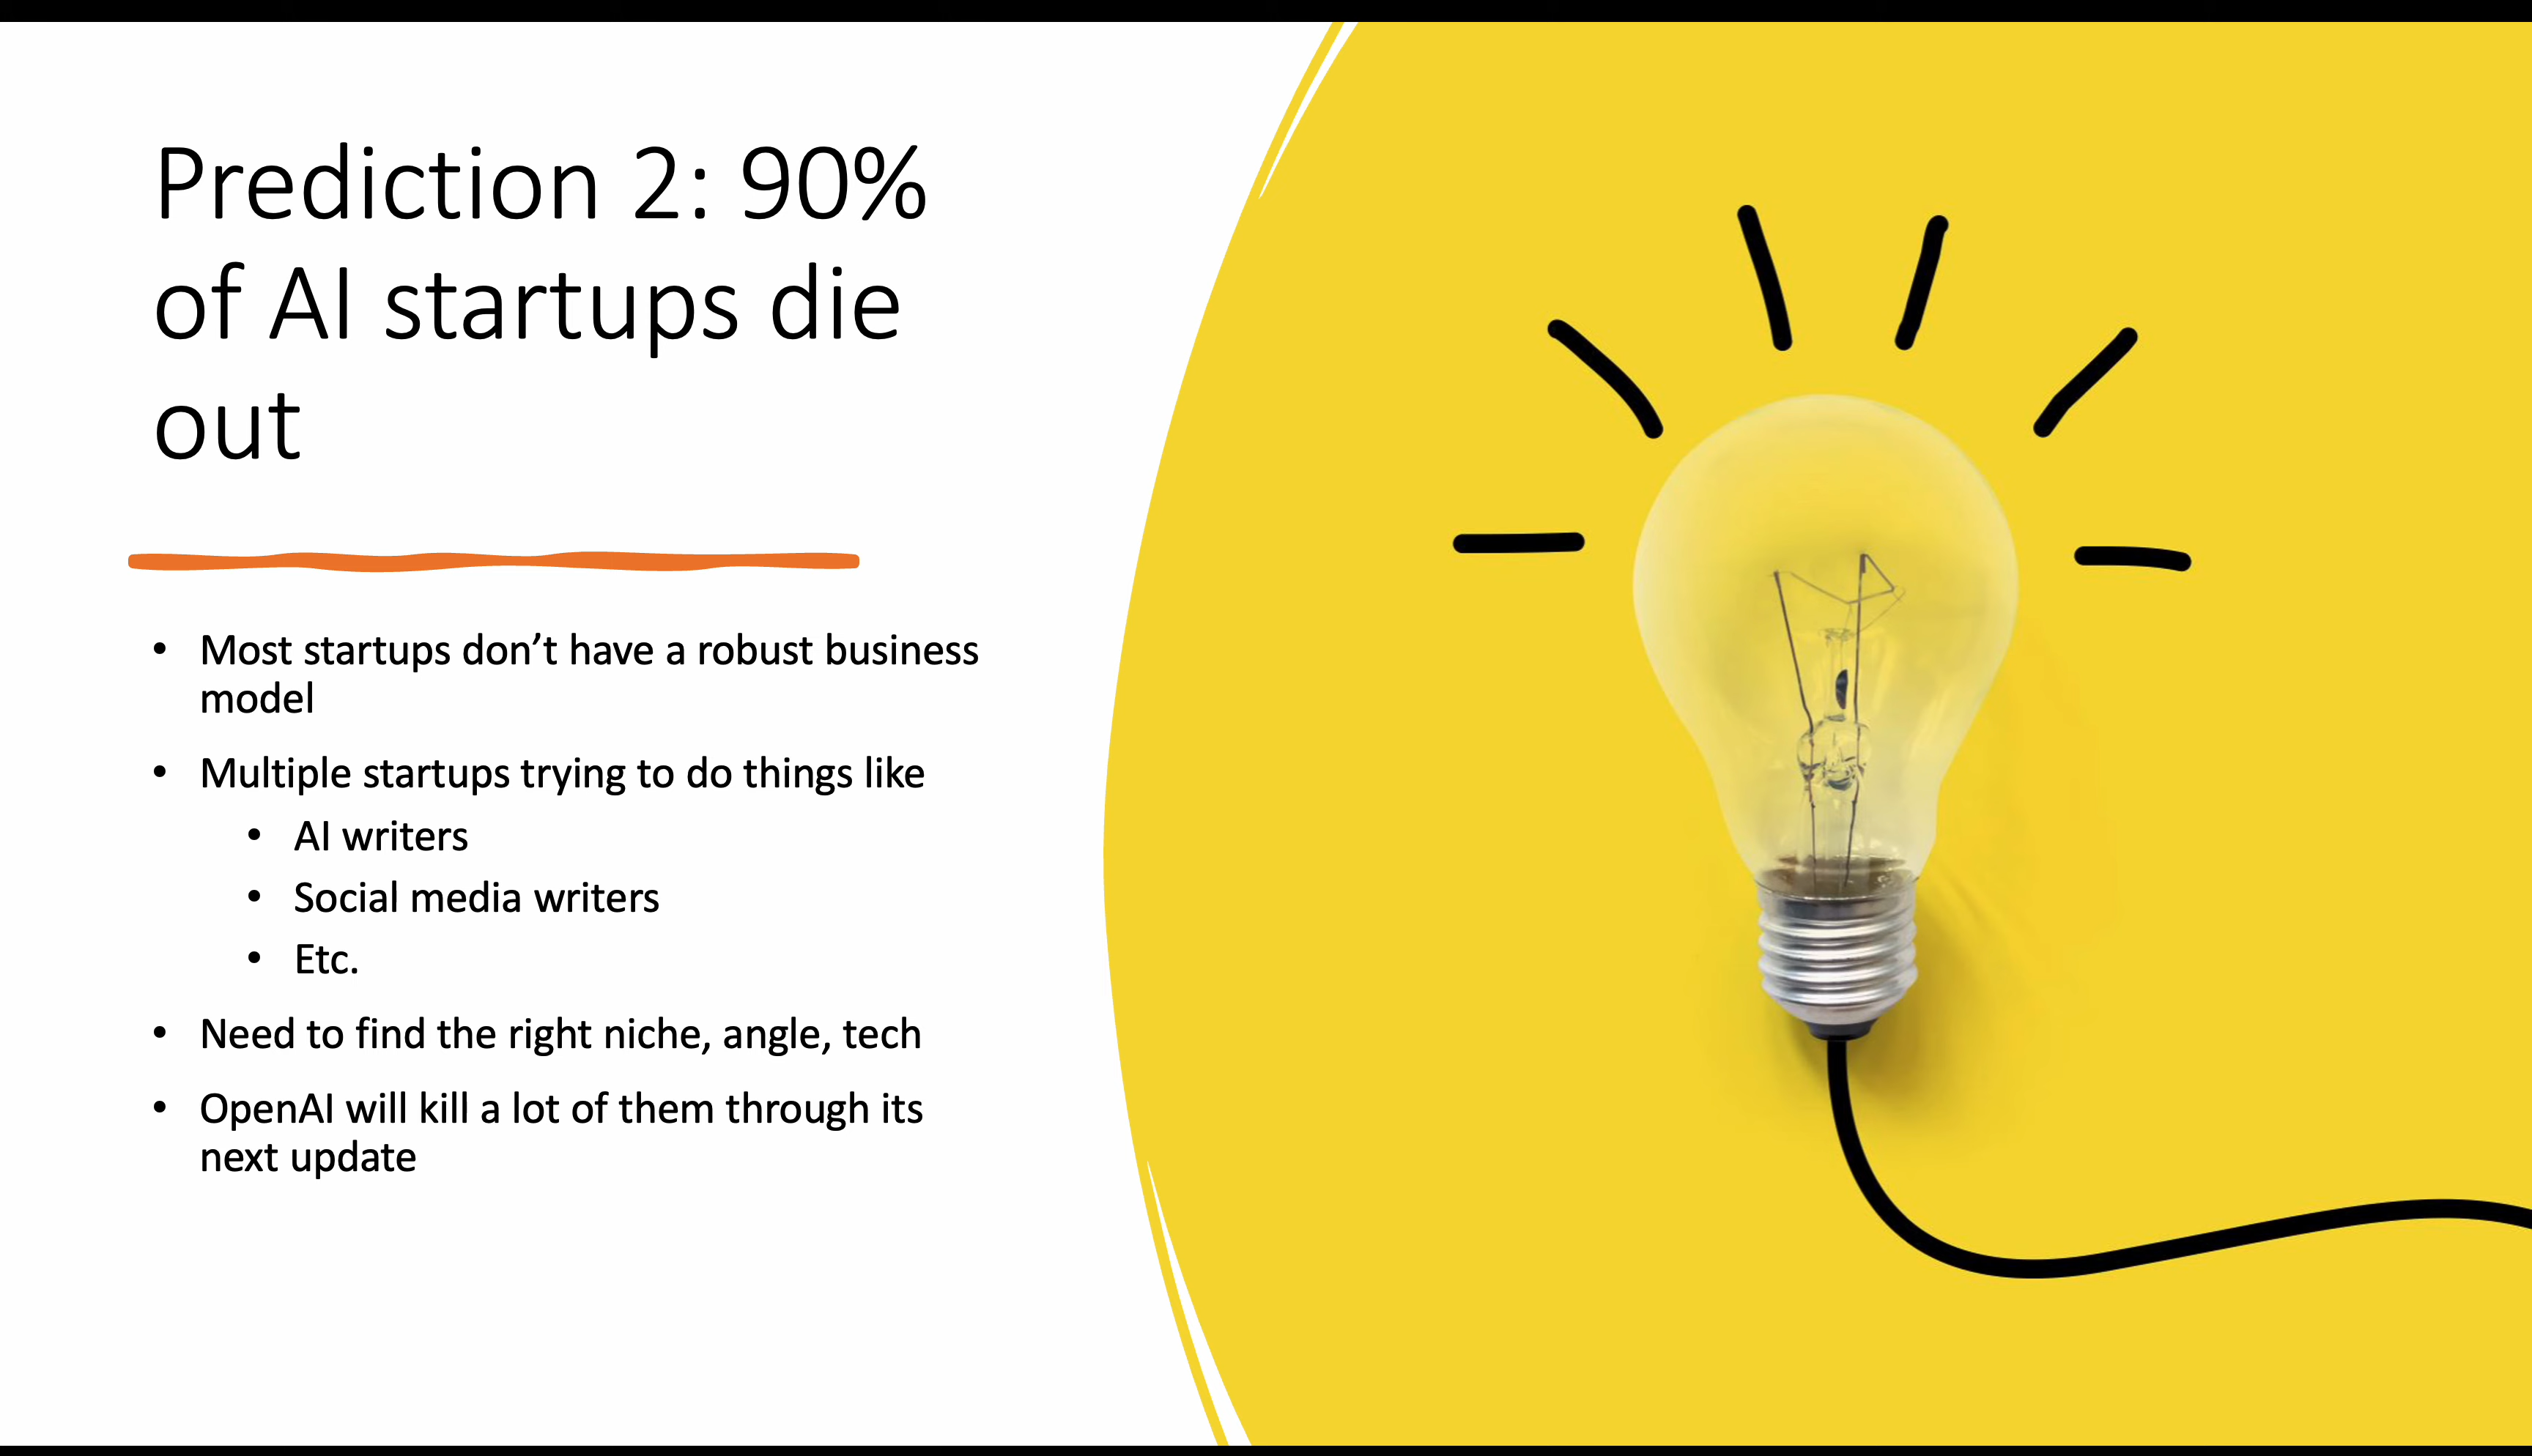 Prediction 2: 90%
of AI startups die
out
• Most startups don’t have a robust business
model
• Multiple startups trying to do things like
• AI writers
• Social media writers
• Etc.
• Need to find the right niche, angle, tech
• OpenAI will kill a lot of them through its
next update